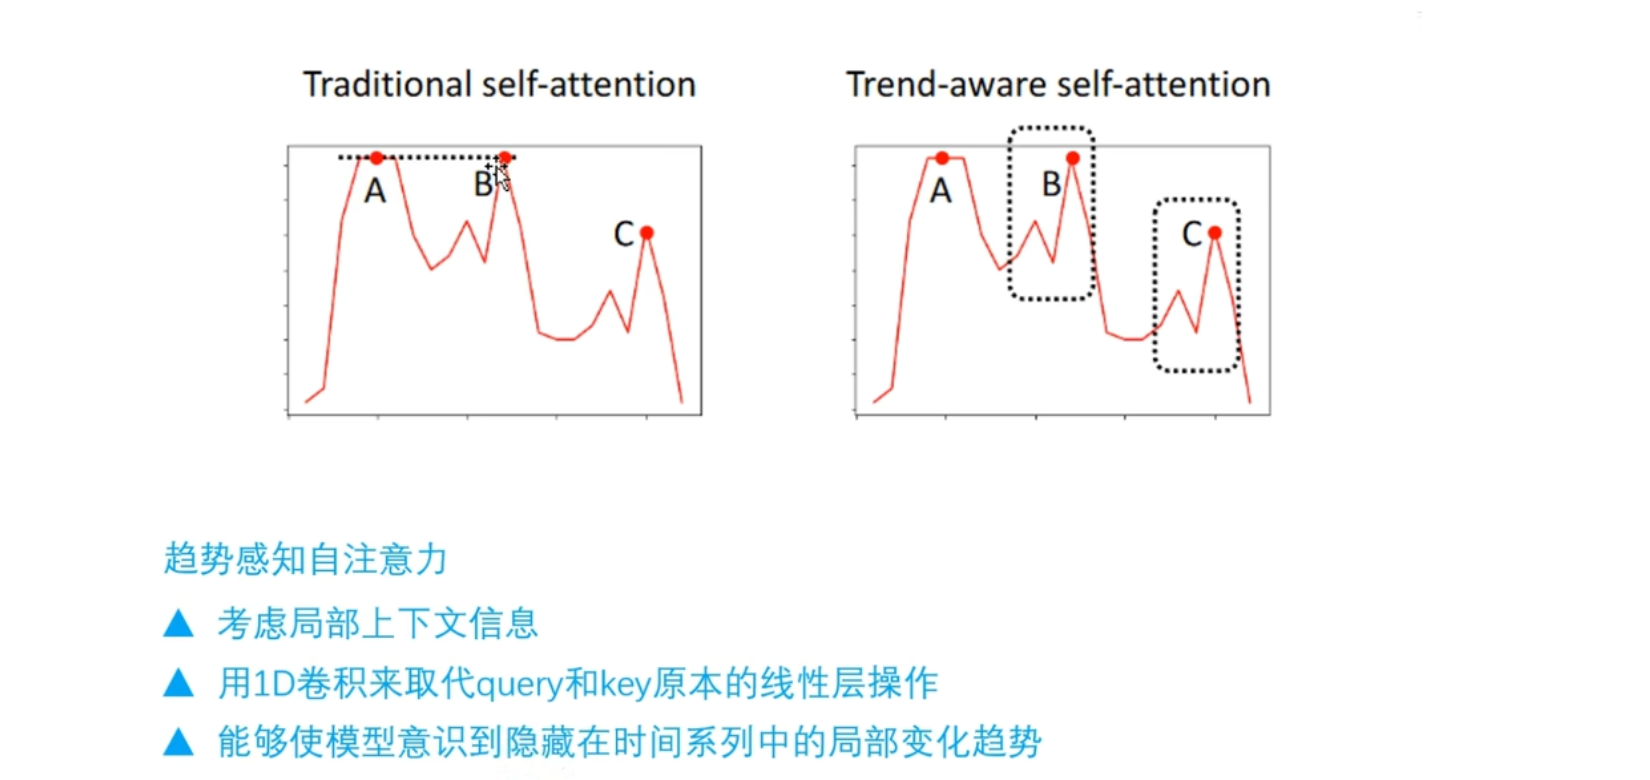 Traditional self-attention
Trend-aware self-attention
A
B
C
A
B
C
趋势感知自注意力
考虑局部上下文信息
用1D卷积来取代query和key原本的线性层操作
能够使模型意识到隐藏在时间系列中的局部变化趋势